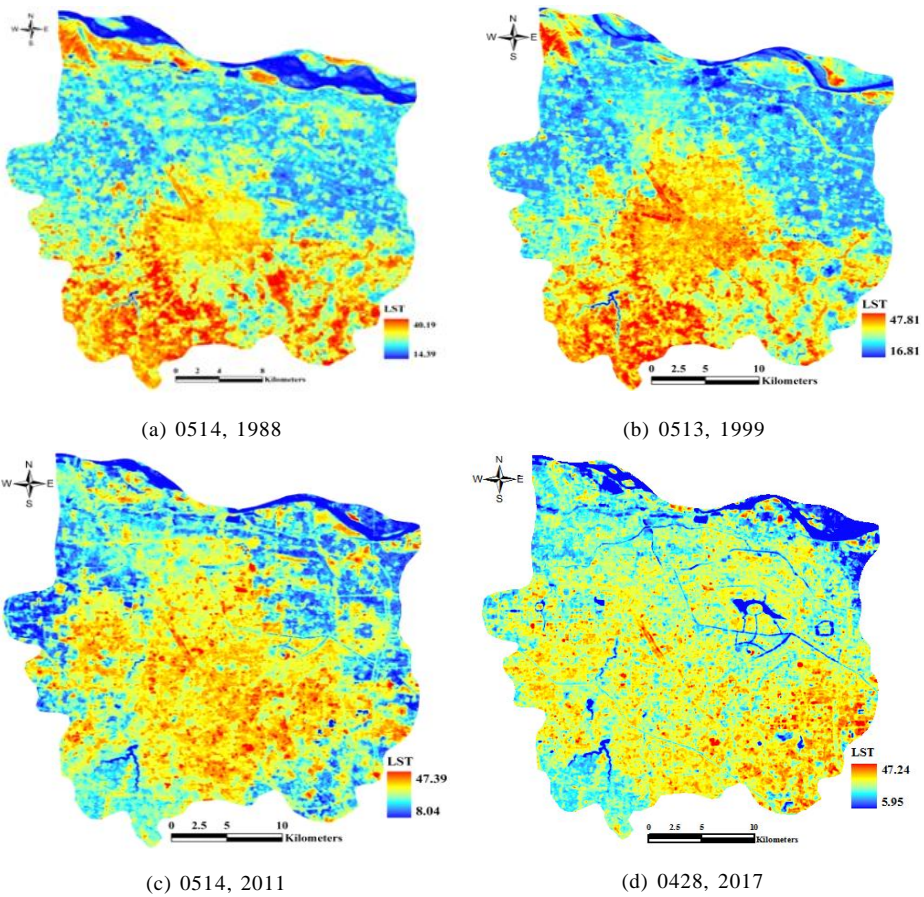 N
W E
S
LST
40.19
14.39
0 2 4 8
Kilometers
(a) 0514, 1988
N
W E
S
LST
47.81
16.81
0 2.5 5 10
Kilometers
(b) 0513, 1999
N
W E
S
LST
47.39
8.04
0 2.5 5 10
Kilometers
(c) 0514, 2011
N
W E
S
LST
47.24
5.95
0 2.5 5 10
Kilometers
(d) 0428, 2017